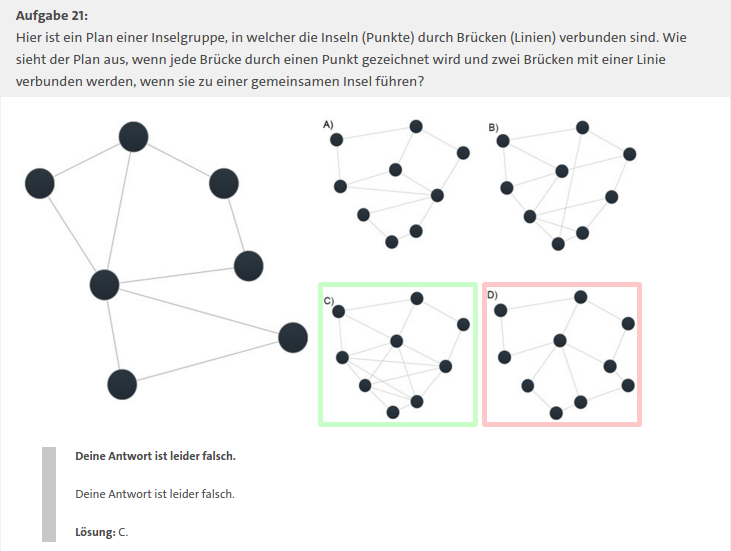 Aufgabe 21:
Hier ist ein Plan einer Inselgruppe, in welcher die Inseln (Punkte) durch Brücken (Linien) verbunden sind. Wie
sieht der Plan aus, wenn jede Brücke durch einen Punkt gezeichnet wird und zwei Brücken mit einer Linie
verbunden werden, wenn sie zu einer gemeinsamen Insel führen?
A)
B)
C)
D)
Deine Antwort ist leider falsch.
Deine Antwort ist leider falsch.
Lösung: C.